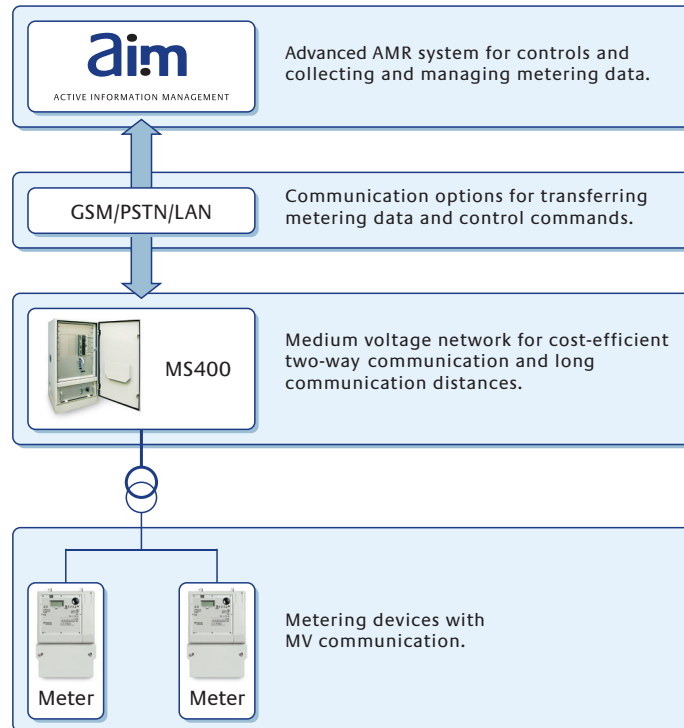 aim
ACTIVE INFORMATION MANAGEMENT
Advanced AMR system for controls and
collecting and managing metering data.
GSM/PSTN/LAN
Communication options for transferring
metering data and control commands.
MS400
Medium voltage network for cost-efficient
two-way communication and long
communication distances.
Metering devices with
MV communication.
Meter
Meter